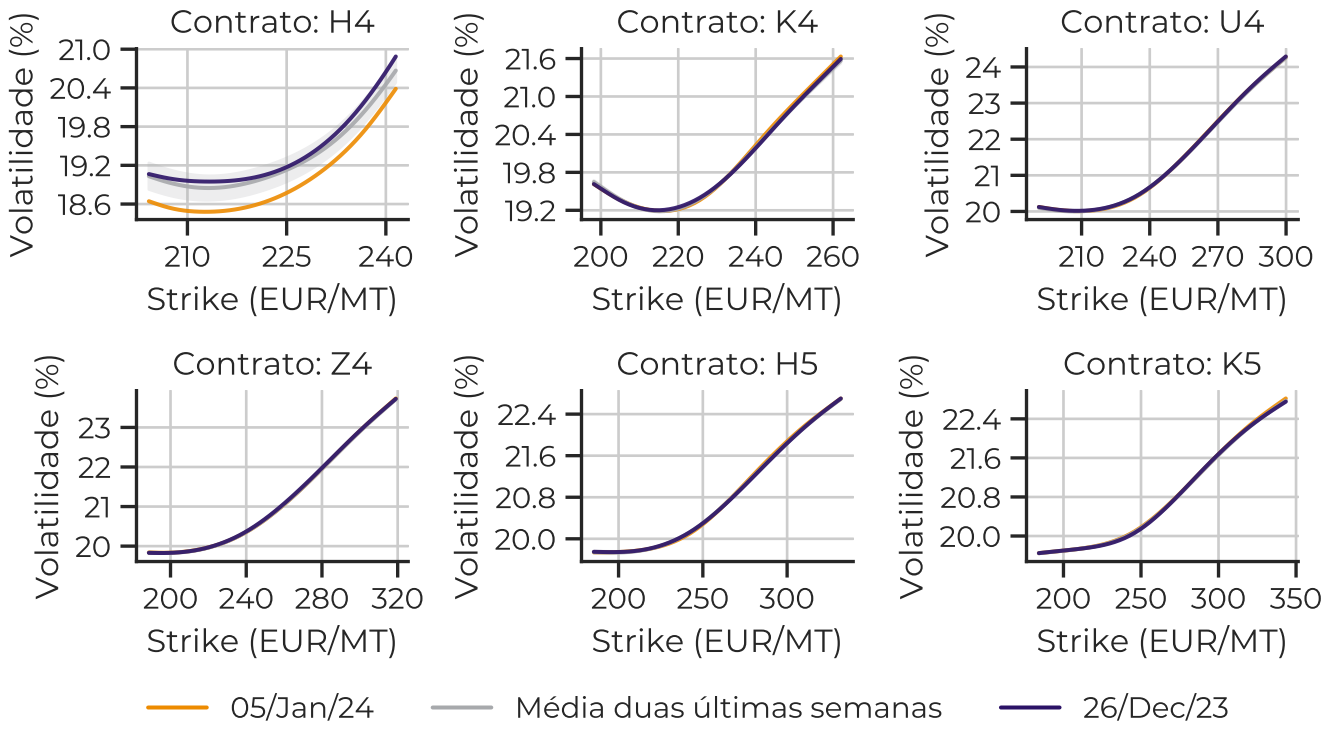 Contrato: H4
Volatilidade (%)
21.0
20.4
19.8
19.2
18.6
210 225 240
Strike (EUR/MT)
Contrato: K4
Volatilidade (%)
21.6
21.0
20.4
19.8
19.2
200 220 240 260
Strike (EUR/MT)
Contrato: U4
Volatilidade (%)
24
23
22
21
20
210 240 270 300
Strike (EUR/MT)
Contrato: Z4
Volatilidade (%)
23
22
21
20
200 240 280 320
Strike (EUR/MT)
Contrato: H5
Volatilidade (%)
22.4
21.6
20.8
20.0
200 250 300
Strike (EUR/MT)
Contrato: K5
Volatilidade (%)
22.4
21.6
20.8
20.0
200 250 300 350
Strike (EUR/MT)
05/Jan/24 Média duas últimas semanas 26/Dec/23